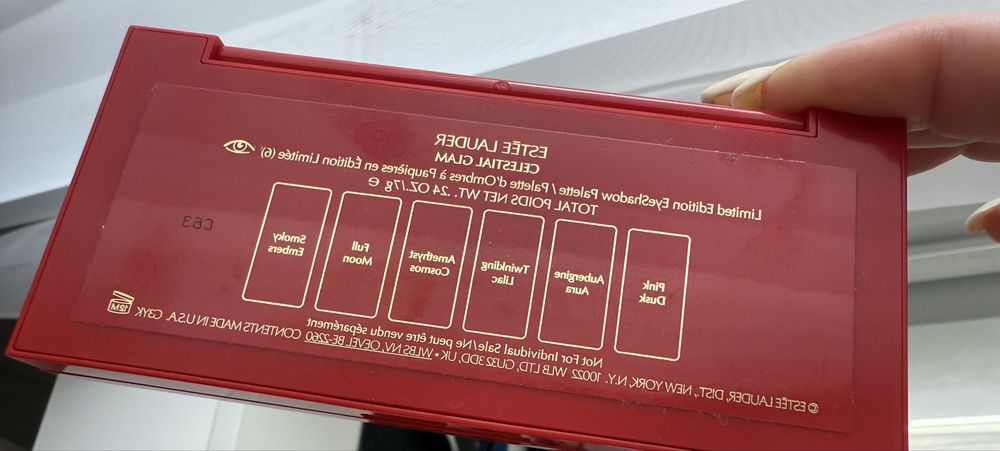 ESTĒE LAUDER
CELESTIAL GLAM
Limited Edition Eyeshadow Palette / Palette d'Ombres à Paupières en Édition Limitée (6)
TOTAL POIDS NET WT. .24 OZ./7g ℮
Pink
Dusk
Aubergine
Aura
Twinkling
Lilac
Amethyst
Cosmos
Full
Moon
Smoky
Embers
C63
Not For Individual Sale/Ne peut être vendu séparément
© ESTĒE LAUDER, DIST., NEW YORK, N.Y. 10022 WLB LTD, GU32 3DD, UK • WLBS NV, OEVEL BE-2260 CONTENTS MADE IN U.S.A. G3YK
12M